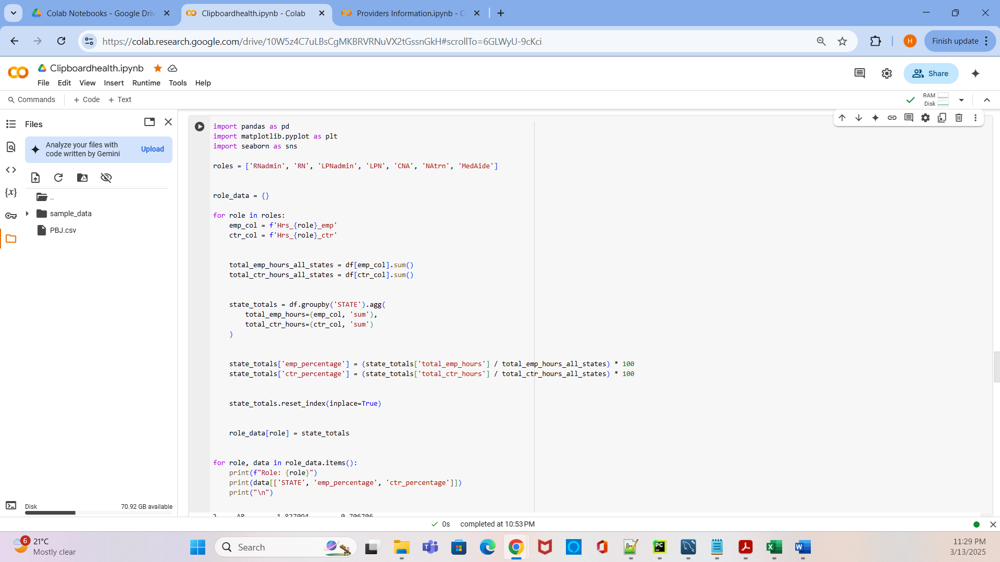 Colab Notebooks - Google Driv
Clipboardhealth.ipynb - Colab
Providers Information.ipynb - C
https://colab.research.google.com/drive/10W5z4C7uLBsCgMKBRVRNuVX2tGssnGkH#scrollTo=6GLWyU-9cKci
H
Finish update
Clipboardhealth.ipynb
File Edit View Insert Runtime Tools Help
Share
Commands + Code + Text
RAM
Disk
Files
Analyze your files with
code written by Gemini
Upload
{x}
..
sample_data
PBJ.csv
Disk 70.92 GB available
import pandas as pd
import matplotlib.pyplot as plt
import seaborn as sns
roles = ['RNadmin', 'RN', 'LPNadmin', 'LPN', 'CNA', 'NAtrn', 'MedAide']
role_data = {}
for role in roles:
    emp_col = f'Hrs_{role}_emp'
    ctr_col = f'Hrs_{role}_ctr'
    total_emp_hours_all_states = df[emp_col].sum()
    total_ctr_hours_all_states = df[ctr_col].sum()
    state_totals = df.groupby('STATE').agg(
        total_emp_hours=(emp_col, 'sum'),
        total_ctr_hours=(ctr_col, 'sum')
    )
    state_totals['emp_percentage'] = (state_totals['total_emp_hours'] / total_emp_hours_all_states) * 100
    state_totals['ctr_percentage'] = (state_totals['total_ctr_hours'] / total_ctr_hours_all_states) * 100
    state_totals.reset_index(inplace=True)
    role_data[role] = state_totals
for role, data in role_data.items():
    print(f"Role: {role}")
    print(data[['STATE', 'emp_percentage', 'ctr_percentage']])
    print("\n")
2 AR 1.827094 0.706706
0s completed at 10:53 PM
6
21°C
Mostly clear
Search
11:29 PM
3/13/2025